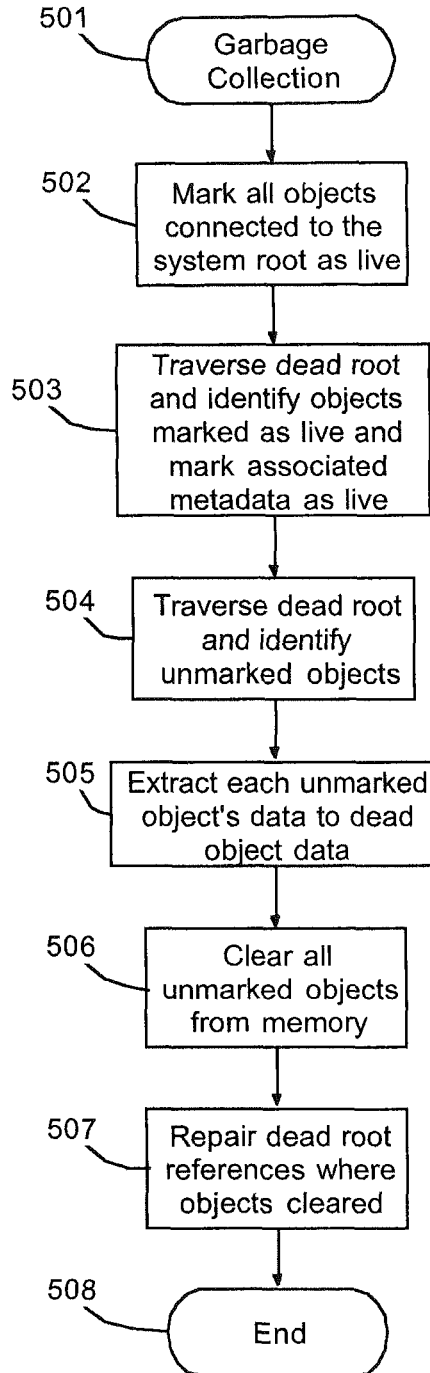 501
Garbage
Collection
502
Mark all objects
connected to the
system root as live
503
Traverse dead root
and identify objects
marked as live and
mark associated
metadata as live
504
Traverse dead root
and identify
unmarked objects
505
Extract each unmarked
object's data to dead
object data
506
Clear all
unmarked objects
from memory
507
Repair dead root
references where
objects cleared
508
End